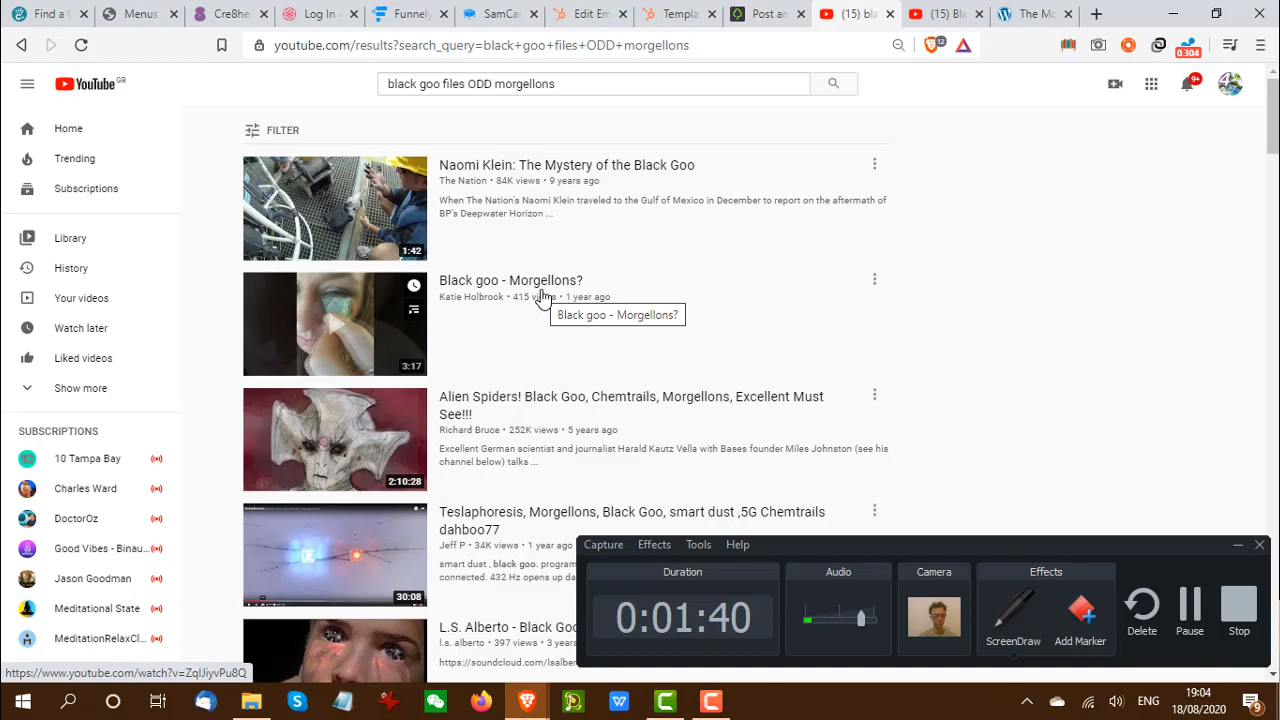 Find a c
Menus
Cre8he
Log In
Funnely
SamCa
Edit Em
Templa
Post an
(15) bla
(15) Bla
The Mo
youtube.com/results?search_query=black+goo+files+ODD+morgellons
12
0.304
YouTube GB
black goo files ODD morgellons
9+
Home
Trending
Subscriptions
Library
History
Your videos
Watch later
Liked videos
Show more
SUBSCRIPTIONS
10 Tampa Bay
Charles Ward
DoctorOz
Good Vibes - Binau...
Jason Goodman
Meditational State
MeditationRelaxCl...
FILTER
1:42
Naomi Klein: The Mystery of the Black Goo
The Nation • 84K views • 9 years ago
When The Nation's Naomi Klein traveled to the Gulf of Mexico in December to report on the aftermath of
BP's Deepwater Horizon ...
3:17
Black goo - Morgellons?
Katie Holbrook • 415 views • 1 year ago
Black goo - Morgellons?
2:10:28
Alien Spiders! Black Goo, Chemtrails, Morgellons, Excellent Must
See!!!
Richard Bruce • 252K views • 5 years ago
Excellent German scientist and journalist Harald Kautz Vella with Bases founder Miles Johnston (see his
channel below) talks ...
30:08
Teslaphoresis, Morgellons, Black Goo, smart dust ,5G Chemtrails
dahboo77
Jeff P • 34K views • 1 year ago
smart dust , black goo. program
connected. 432 Hz opens up da
L.S. Alberto - Black Goo
l.s. alberto • 397 views • 3 years
https://soundcloud.com/lsalbe
Capture Effects Tools Help
Duration
0:01:40
Audio
Camera
Effects
ScreenDraw
Add Marker
Delete
Pause
Stop
https://www.youtube.com/watch?v=ZqIJiyvPu8Q
ENG
19:04
18/08/2020
9